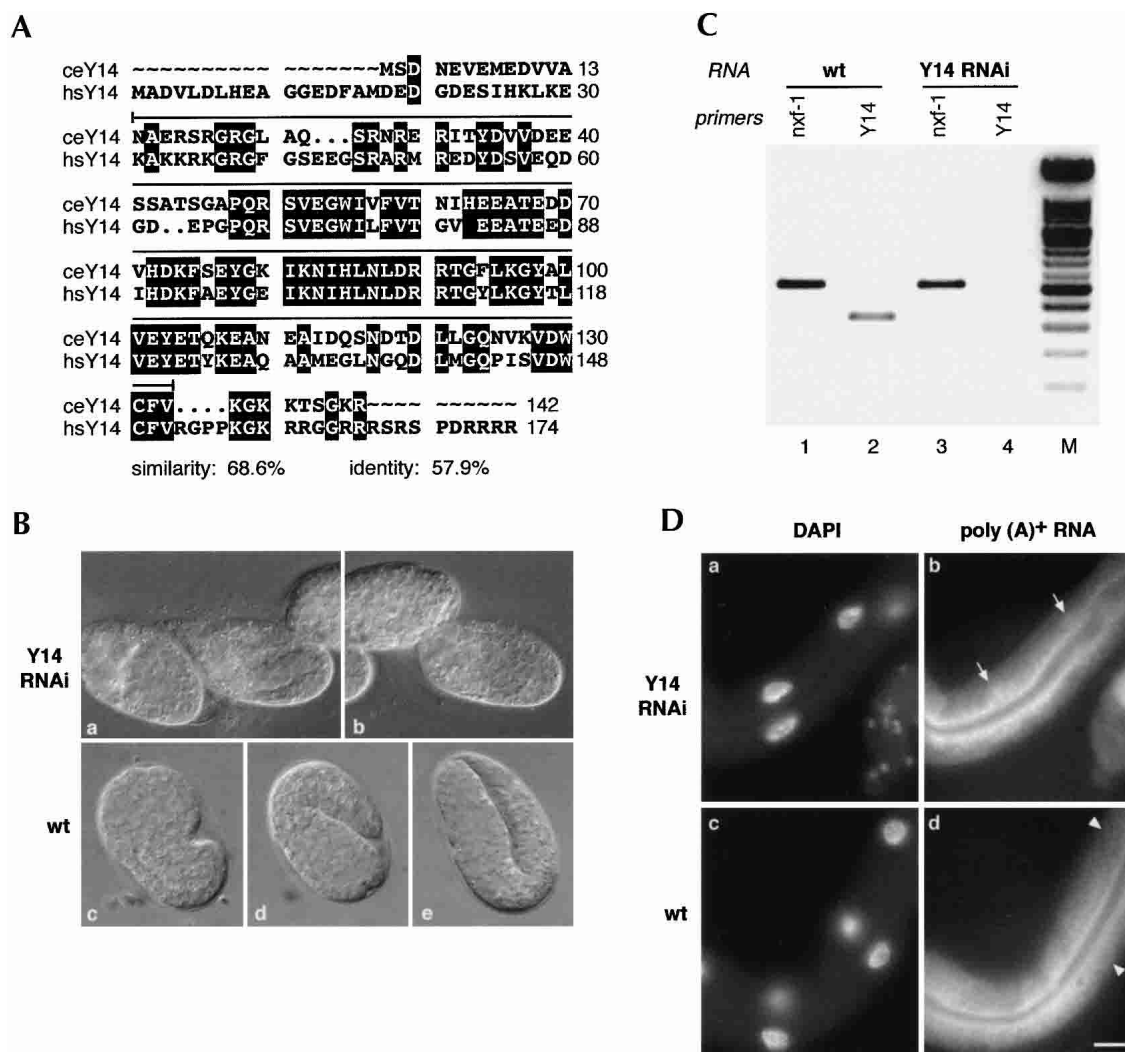 A
ceY14 ~~~~~~~~~~ ~~~~~~~MSD NEVEMEDVVA 13
hsY14 MADVLDLHEA GGEDFAMDED GDESIHKLKE 30
ceY14 NAERSRGRGL AQ...SRNRE RITYDVVDEE 40
hsY14 KAKKRKGRGF GSEEGSRARM REDYDSVEQD 60
ceY14 SSATSGAPQR SVEGWIVFVT NIHEEATEDD 70
hsY14 GD..EPGPQR SVEGWILFVT GV.EEATEED 88
ceY14 VHDKFSEYGK IKNIHLNLDR RTGFLKGYAL 100
hsY14 IHDKFAEYGE IKNIHLNLDR RTGYLKGYTL 118
ceY14 VEYETQKEAN EAIDQSNDTD LLGQNVKVDW 130
hsY14 VEYETYKEAQ AAMEGLNGQD LMGQPISVDW 148
ceY14 CFV....KGK KTSGKR~~~~ ~~~~~~ 142
hsY14 CFVRGPPKGK RRGGRRRSRS PDRRRR 174
similarity: 68.6% identity: 57.9%
B
Y14
RNAi
a b
wt
c d e
C
RNA wt Y14 RNAi
primers nxf-1 Y14 nxf-1 Y14
1 2 3 4 M
D
DAPI poly (A)+ RNA
a b
Y14
RNAi
c d
wt